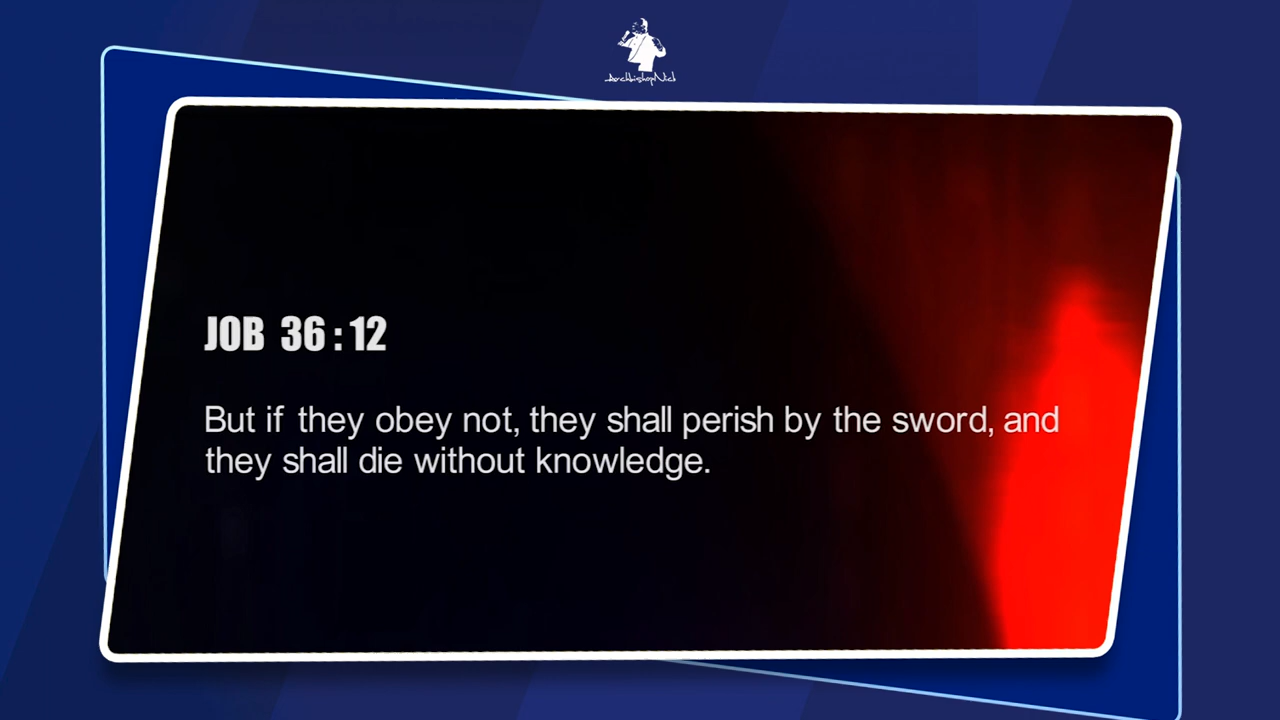 ArchbishopNick
JOB 36 : 12
But if they obey not, they shall perish by the sword, and
they shall die without knowledge.